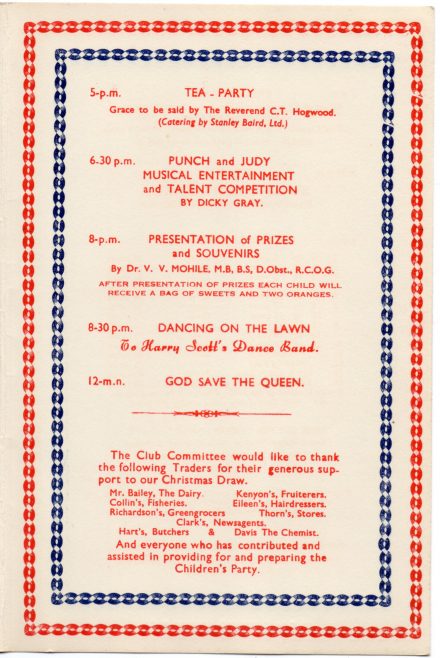 5-p.m. TEA - PARTY
Grace to be said by The Reverend C.T. Hogwood.
(Catering by Stanley Baird, Ltd.)
6.30 p.m. PUNCH and JUDY
MUSICAL ENTERTAINMENT
and TALENT COMPETITION
BY DICKY GRAY.
8-p.m. PRESENTATION of PRIZES
and SOUVENIRS
By Dr. V. V. MOHILE, M.B, B.S, D.Obst., R.C.O.G.
AFTER PRESENTATION OF PRIZES EACH CHILD WILL
RECEIVE A BAG OF SWEETS AND TWO ORANGES.
8-30 p.m. DANCING ON THE LAWN
To Harry Scott's Dance Band.
12-m.n. GOD SAVE THE QUEEN.
The Club Committee would like to thank
the following Traders for their generous sup-
port to our Christmas Draw.
Mr. Bailey, The Dairy. Kenyon's, Fruiterers.
Collin's, Fisheries. Eileen's, Hairdressers.
Richardson's, Greengrocers Thorn's, Stores.
Clark's, Newsagents.
Hart's, Butchers & Davis The Chemist.
And everyone who has contributed and
assisted in providing for and preparing the
Children's Party.